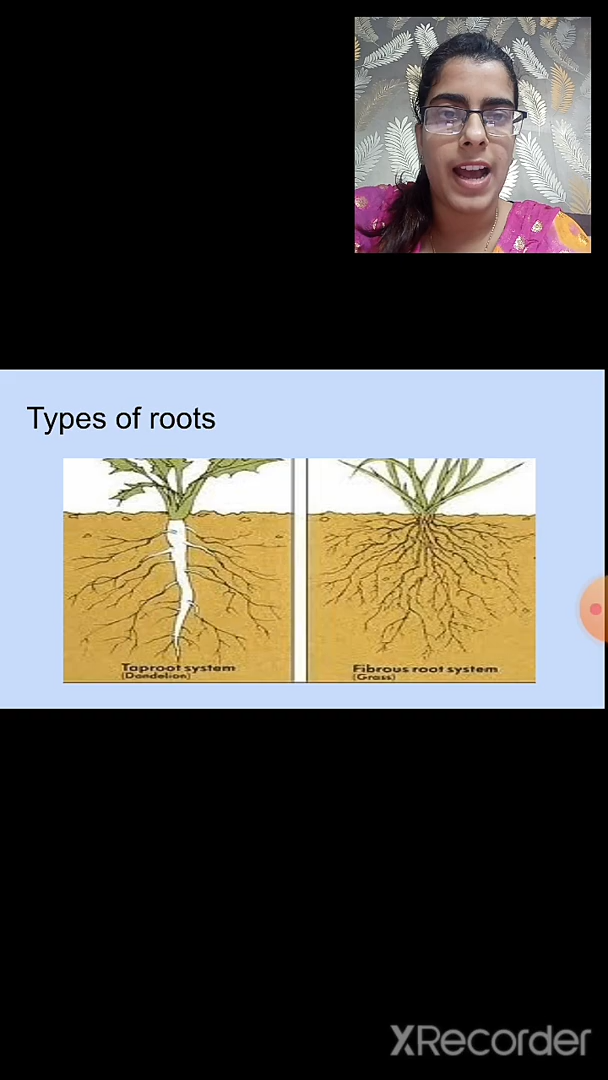 Types of roots
Taproot system
(Dandelion)
Fibrous root system
(Grass)
XRecorder